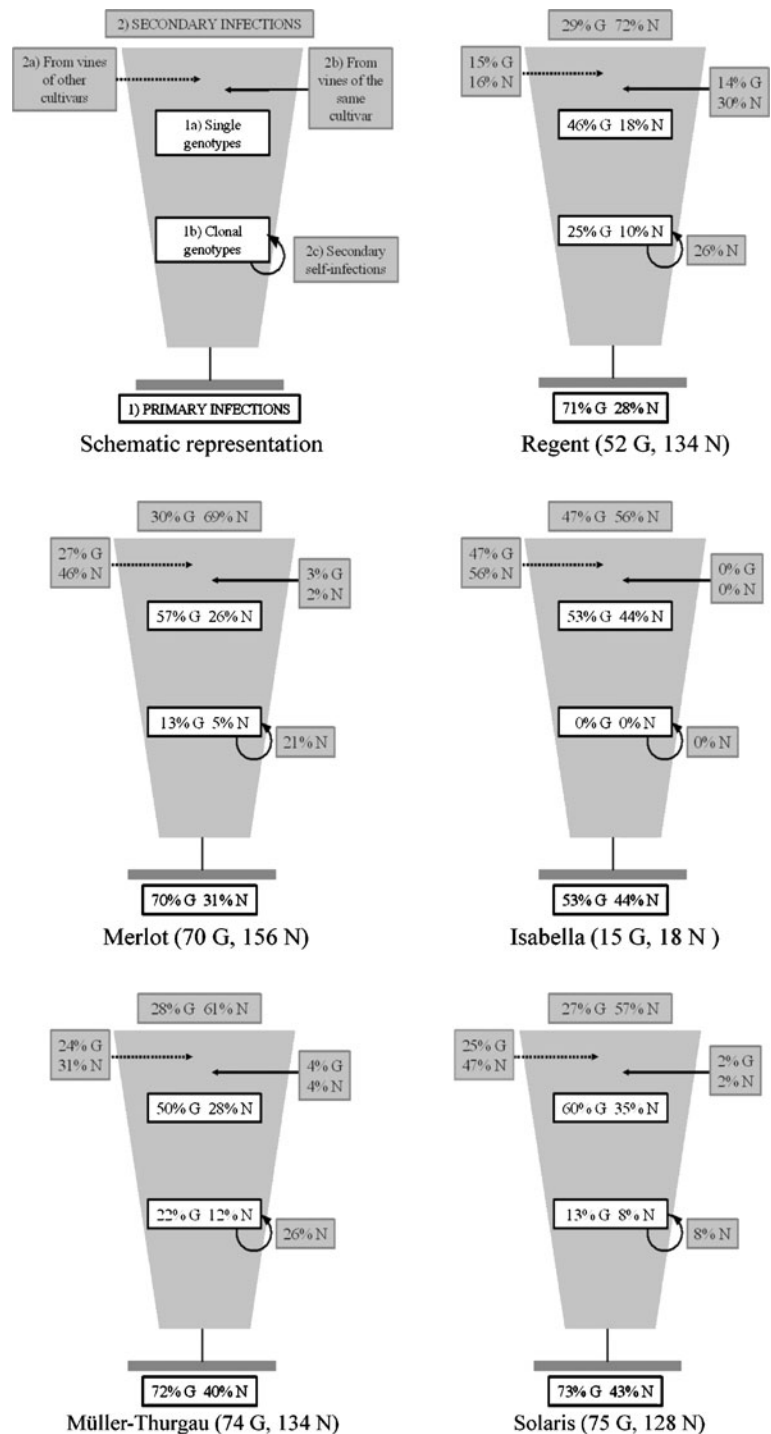 2) SECONDARY INFECTIONS
2a) From vines
of other
cultivars
2b) From
vines of the
same
cultivar
1a) Single
genotypes
1b) Clonal
genotypes
2c) Secondary
self-infections
1) PRIMARY INFECTIONS
Schematic representation
29% G 72% N
15% G
16% N
14% G
30% N
46% G 18% N
25% G 10% N
26% N
71% G 28% N
Regent (52 G, 134 N)
30% G 69% N
27% G
46% N
3% G
2% N
57% G 26% N
13% G 5% N
21% N
70% G 31% N
Merlot (70 G, 156 N)
47% G 56% N
47% G
56% N
0% G
0% N
53% G 44% N
0% G 0% N
0% N
53% G 44% N
Isabella (15 G, 18 N )
28% G 61% N
24% G
31% N
4% G
4% N
50% G 28% N
22% G 12% N
26% N
72% G 40% N
Müller-Thurgau (74 G, 134 N)
27% G 57% N
25% G
47% N
2% G
2% N
60% G 35% N
13% G 8% N
8% N
73% G 43% N
Solaris (75 G, 128 N)